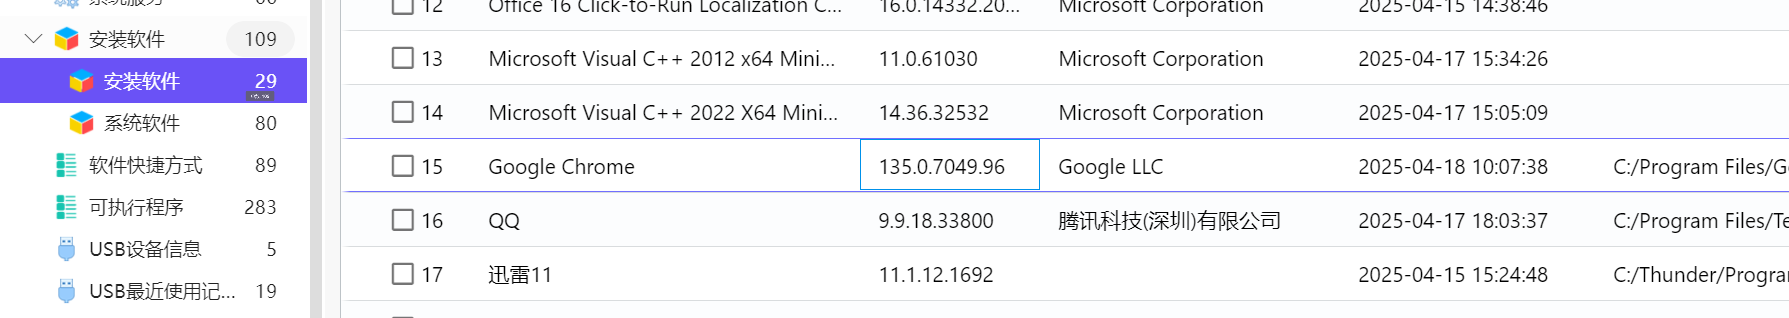 系统服务 66
安装软件 109
安装软件 29
系统软件 80
软件快捷方式 89
可执行程序 283
USB设备信息 5
USB最近使用记... 19
12 Office 16 Click-to-Run Localization C... 16.0.14332.20... Microsoft Corporation 2025-04-15 14:38:46
13 Microsoft Visual C++ 2012 x64 Mini... 11.0.61030 Microsoft Corporation 2025-04-17 15:34:26
14 Microsoft Visual C++ 2022 X64 Mini... 14.36.32532 Microsoft Corporation 2025-04-17 15:05:09
15 Google Chrome 135.0.7049.96 Google LLC 2025-04-18 10:07:38 C:/Program Files/G
16 QQ 9.9.18.33800 腾讯科技(深圳)有限公司 2025-04-17 18:03:37 C:/Program Files/Te
17 迅雷11 11.1.12.1692 2025-04-15 15:24:48 C:/Thunder/Progra